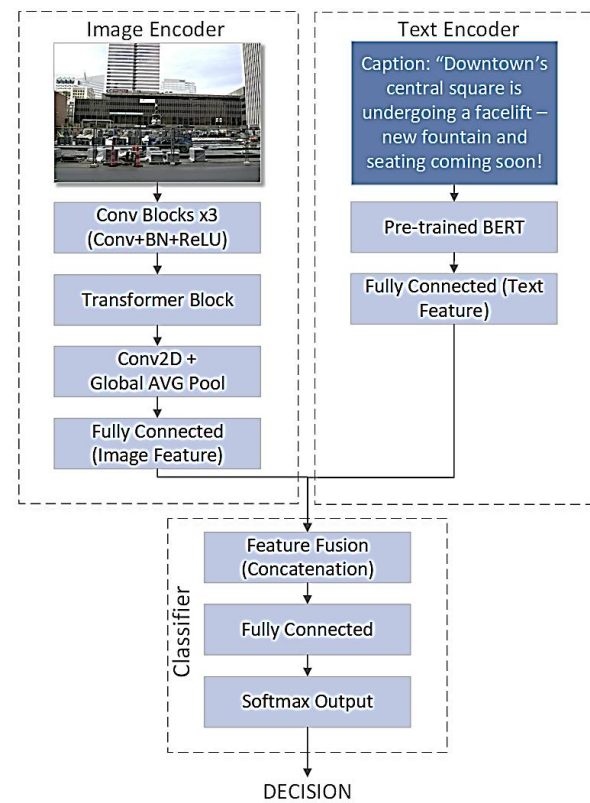 Image Encoder
Conv Blocks x3
(Conv+BN+ReLU)
Transformer Block
Conv2D +
Global AVG Pool
Fully Connected
(Image Feature)
Text Encoder
Caption: “Downtown’s
central square is
undergoing a facelift –
new fountain and
seating coming soon!
Pre-trained BERT
Fully Connected (Text
Feature)
Classifier
Feature Fusion
(Concatenation)
Fully Connected
Softmax Output
DECISION